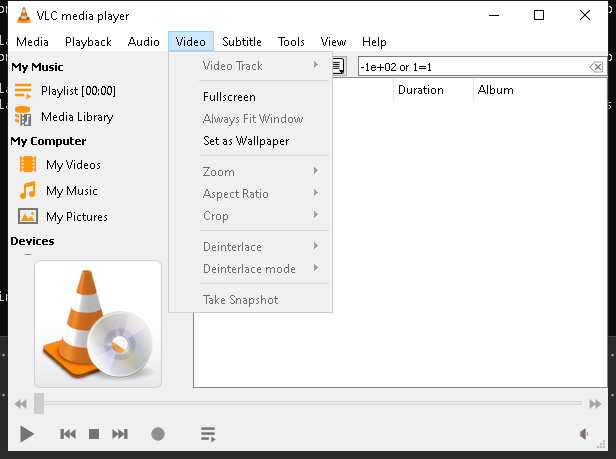 VLC media player
Media Playback Audio Video Subtitle Tools View Help
My Music
Playlist [00:00]
Media Library
My Computer
My Videos
My Music
My Pictures
Devices
Video Track
Fullscreen
Always Fit Window
Set as Wallpaper
Zoom
Aspect Ratio
Crop
Deinterlace
Deinterlace mode
Take Snapshot
-1e+02 or 1=1
Duration Album